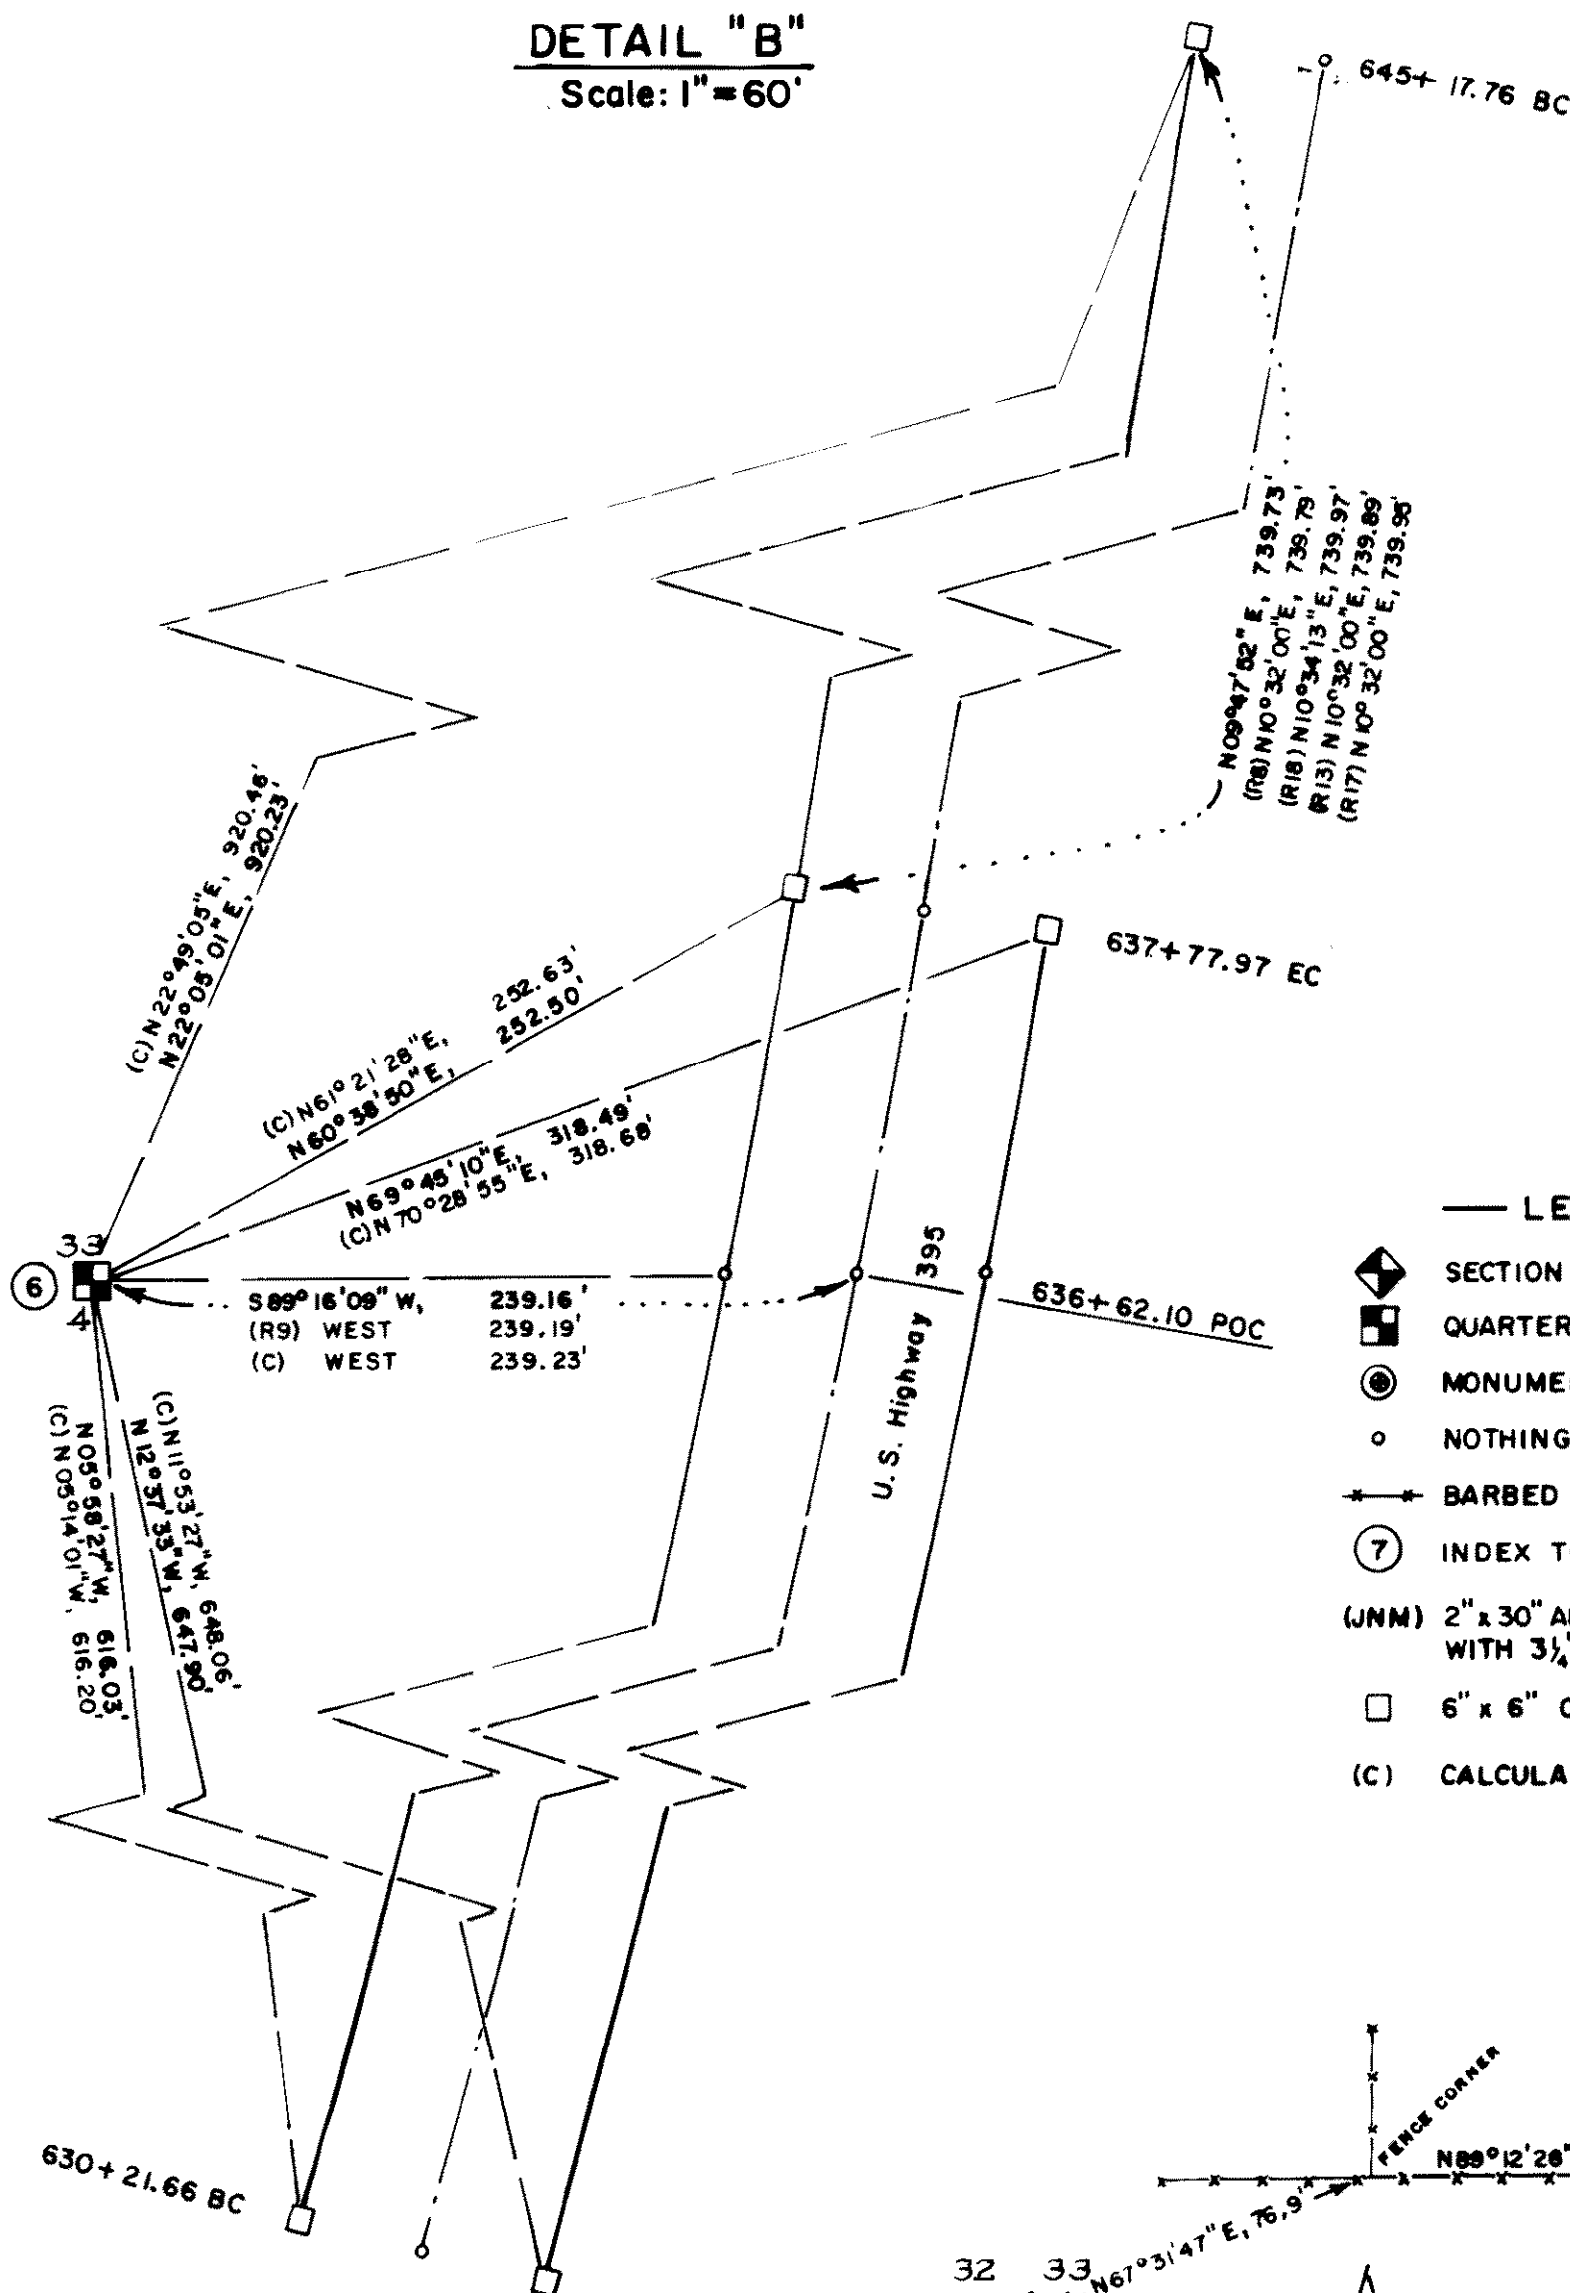 DETAIL "B"
Scale: 1"=60'
645+17.76 BC
N09°47'52"E, 739.73'
(R8) N10°32'00"E, 739.79'
(R18) N10°34'13"E, 739.97'
(R13) N10°32'00"E, 739.89'
(R17) N10°32'00"E, 739.95'
(C) N22°49'05"E, 920.46'
N22°05'01"E, 920.23'
637+77.97 EC
(C) N61°21'28"E, 252.63'
N60°38'50"E, 252.50'
N69°45'10"E, 318.49'
(C) N70°28'55"E, 318.68'
33
6
4
S89°16'09"W, 239.16'
(R9) WEST 239.19'
(C) WEST 239.23'
636+62.10 POC
U.S. Highway 395
(C) N11°53'27"W, 648.06'
N12°37'33"W, 647.90'
N05°58'27"W, 616.03'
(C) N05°14'01"W, 616.20'
LE
SECTION
QUARTER
MONUME
NOTHING
BARBED
7 INDEX T
(JNM) 2" x 30" A
WITH 3¼"
6" x 6" C
(C) CALCULA
630+21.66 BC
FENCE CORNER
N89°12'26"
N67°31'47"E, 76.9'
32 33